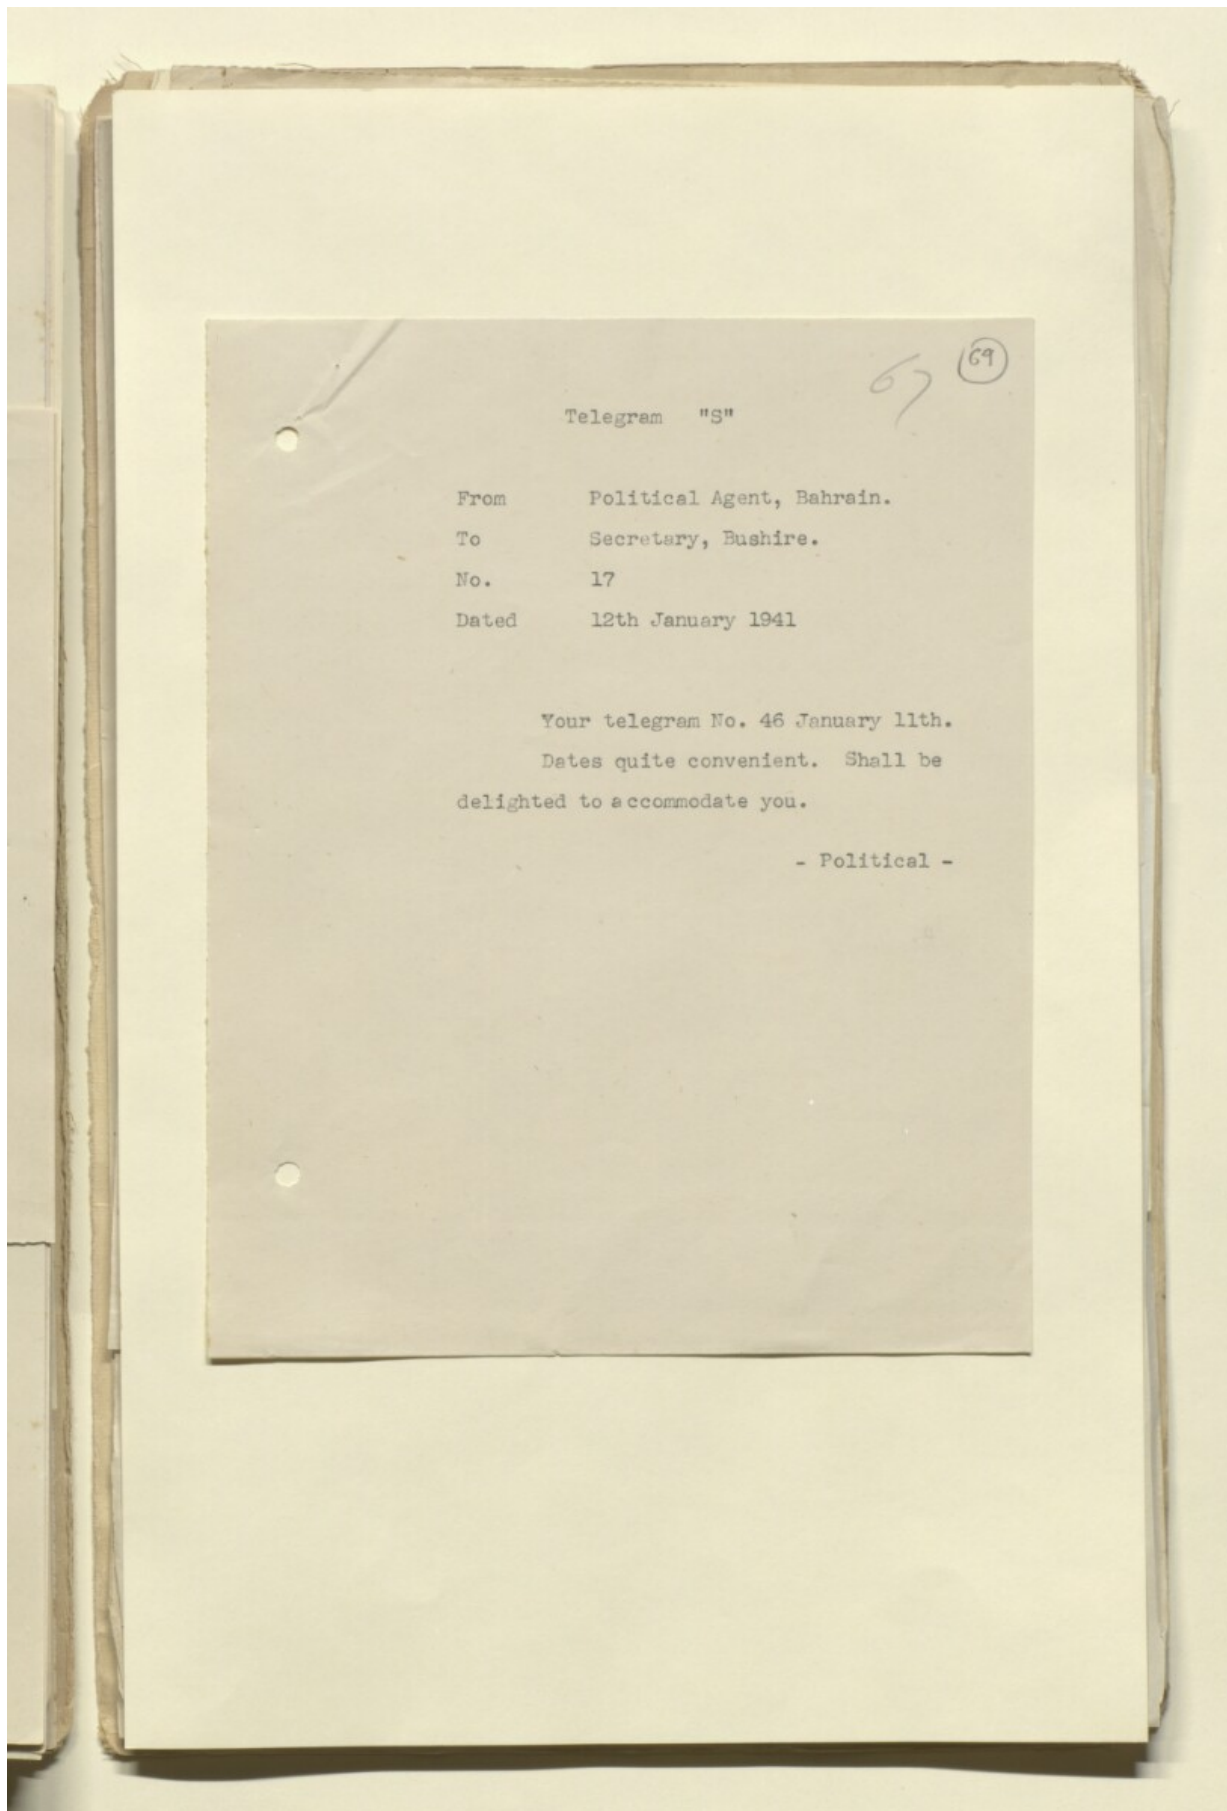 67
69
Telegram "S"
From Political Agent, Bahrain.
To Secretary, Bushire.
No. 17
Dated 12th January 1941
Your telegram No. 46 January 11th.
Dates quite convenient. Shall be
delighted to accommodate you.
- Political -